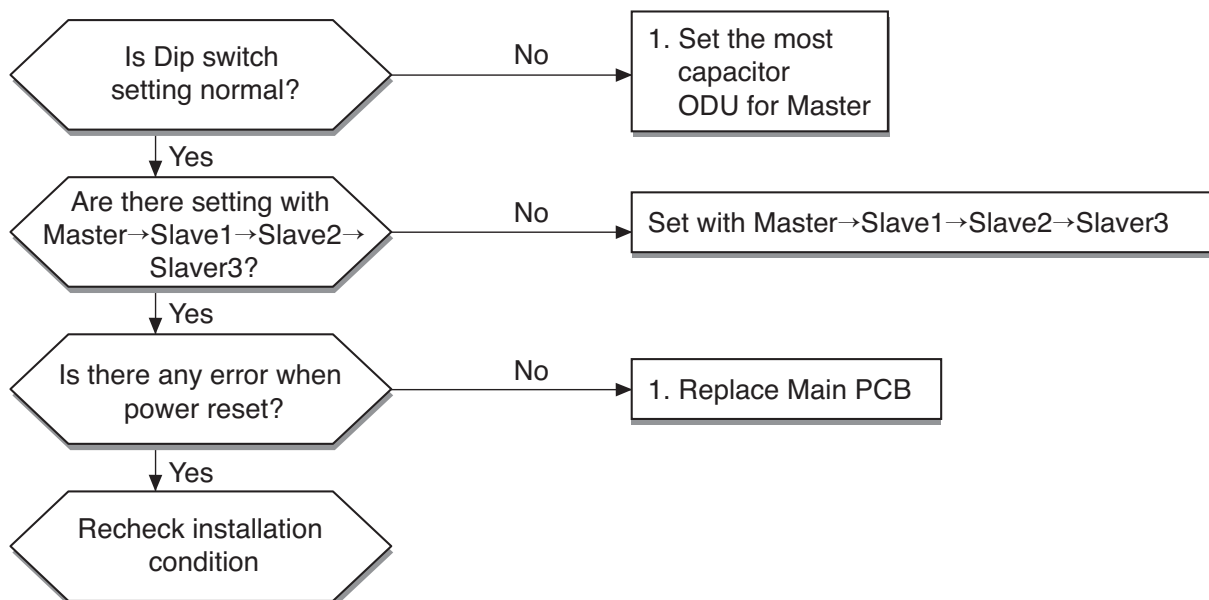 Is Dip switch
setting normal?
No
1. Set the most
capacitor
ODU for Master
Yes
Are there setting with
Master→Slave1→Slave2→
Slaver3?
No
Set with Master→Slave1→Slave2→Slaver3
Yes
Is there any error when
power reset?
No
1. Replace Main PCB
Yes
Recheck installation
condition